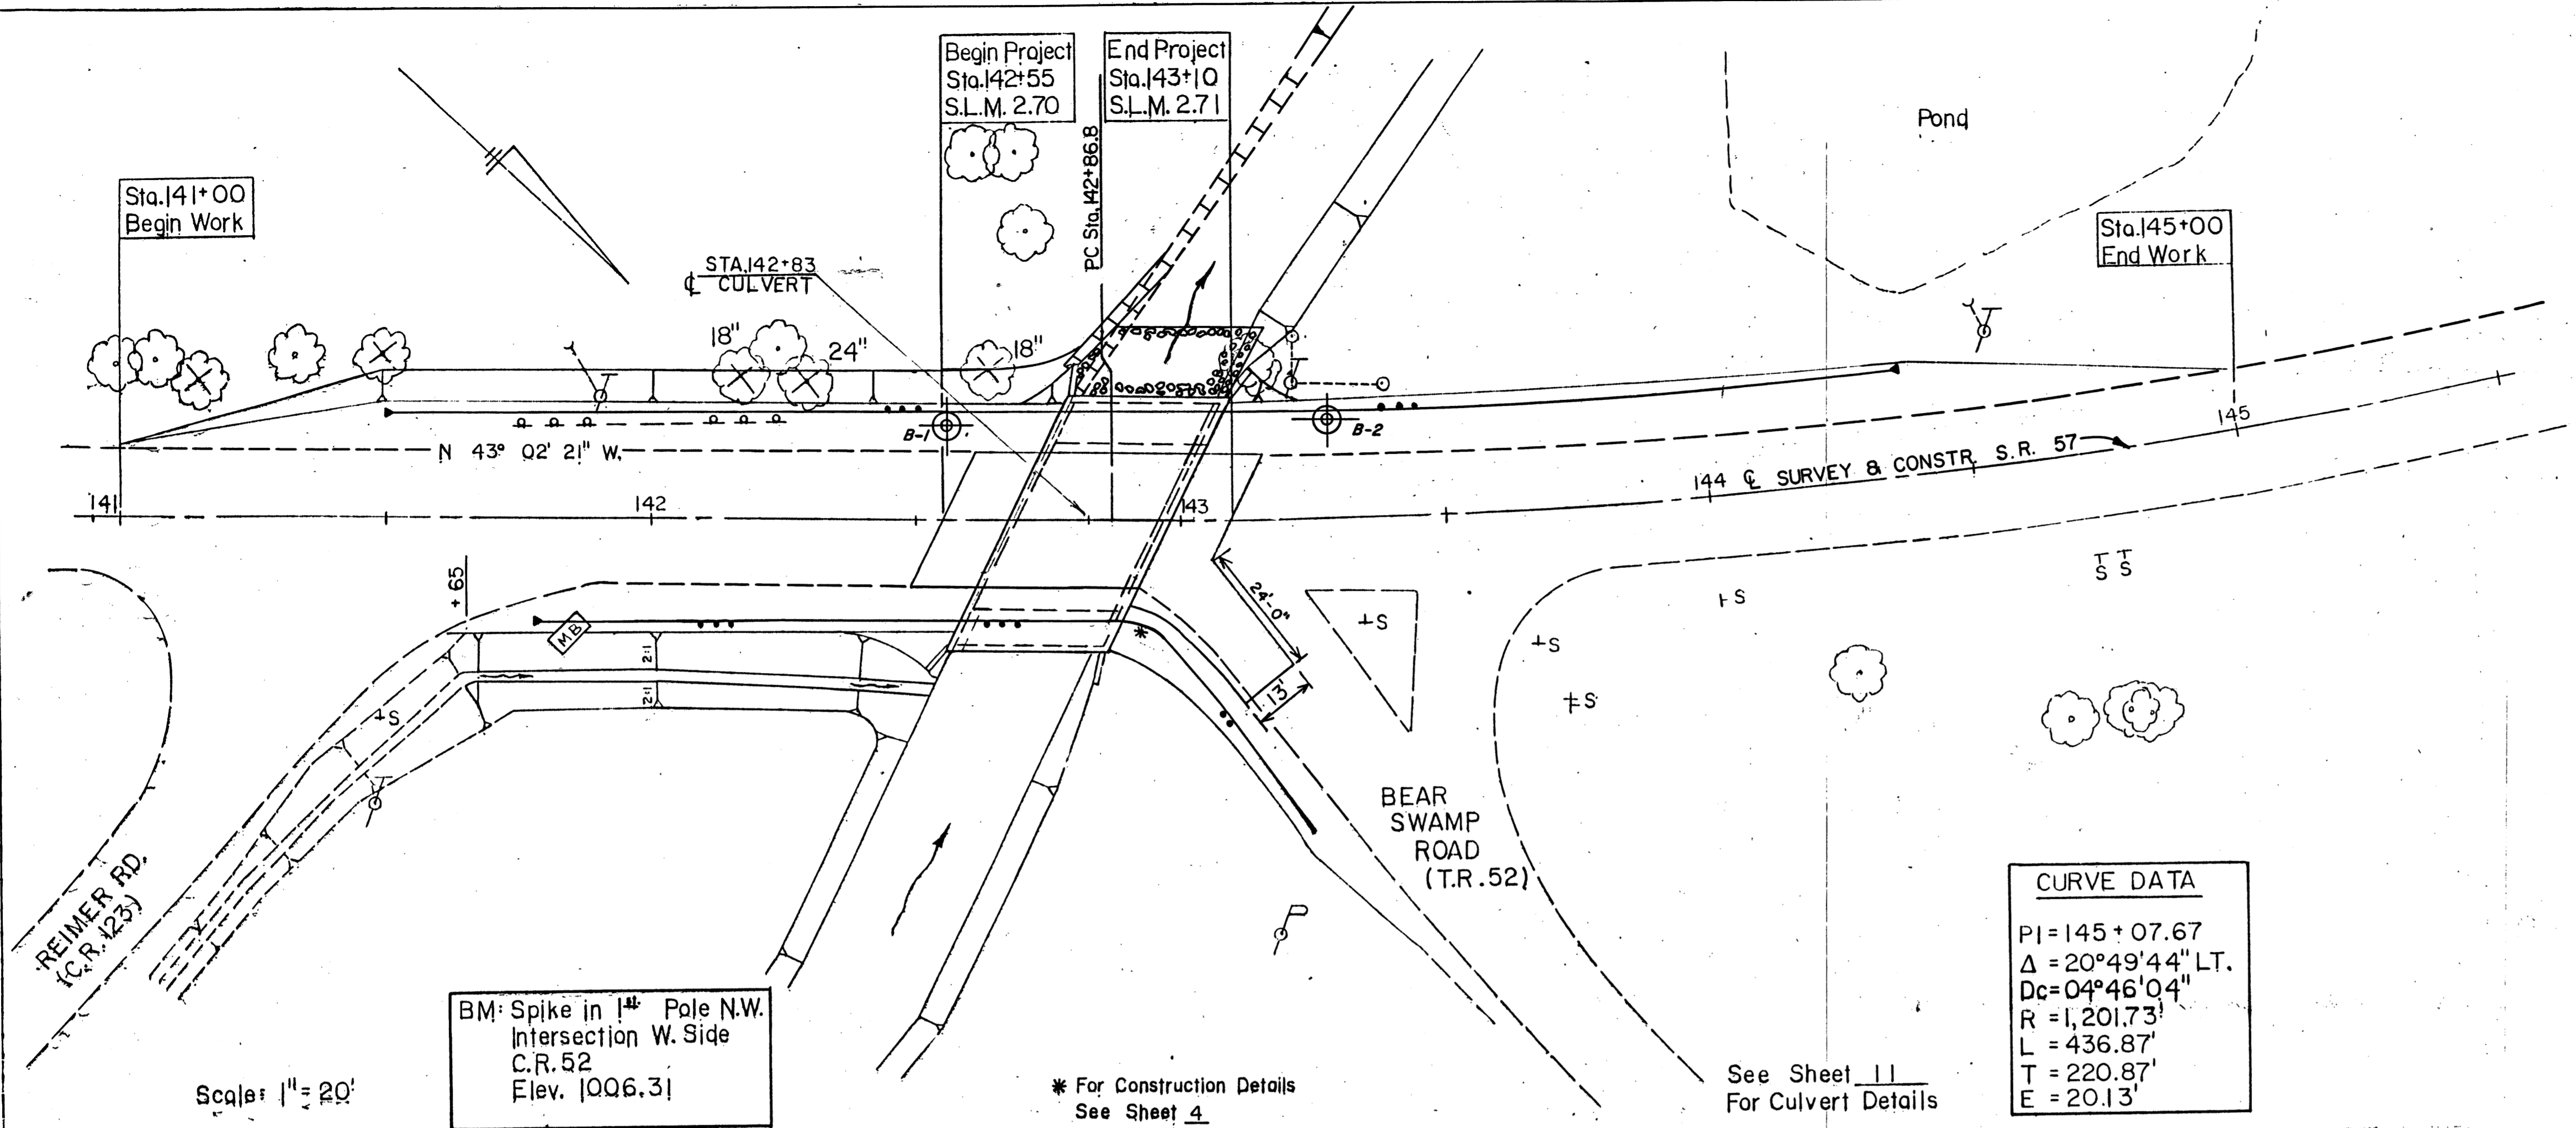 Begin Project
Sta.142+55
S.L.M. 2.70
End Project
Sta.143+10
S.L.M. 2.71
PC Sta.142+86.8
Pond
Sta.141+00
Begin Work
Sta.145+00
End Work
STA.142+83
℄ CULVERT
18"
24"
18"
B-1
B-2
N 43° 02' 21" W.
141
142
143
144 ℄ SURVEY & CONSTR. S.R. 57
145
+65
MB
2:1
2:1
24'-0"
13'
*
S
S
S
S
S
T T
S S
BEAR
SWAMP
ROAD
(T.R.52)
REIMER RD.
(C.R. 123)
CURVE DATA
PI = 145+07.67
Δ = 20°49'44" LT.
Dc = 04°46'04"
R = 1,201.73'
L = 436.87'
T = 220.87'
E = 20.13'
BM: Spike in 1st Pole N.W.
Intersection W. Side
C.R. 52
Elev. 1006.31
Scale: 1" = 20'
* For Construction Details
See Sheet 4
See Sheet 11
For Culvert Details